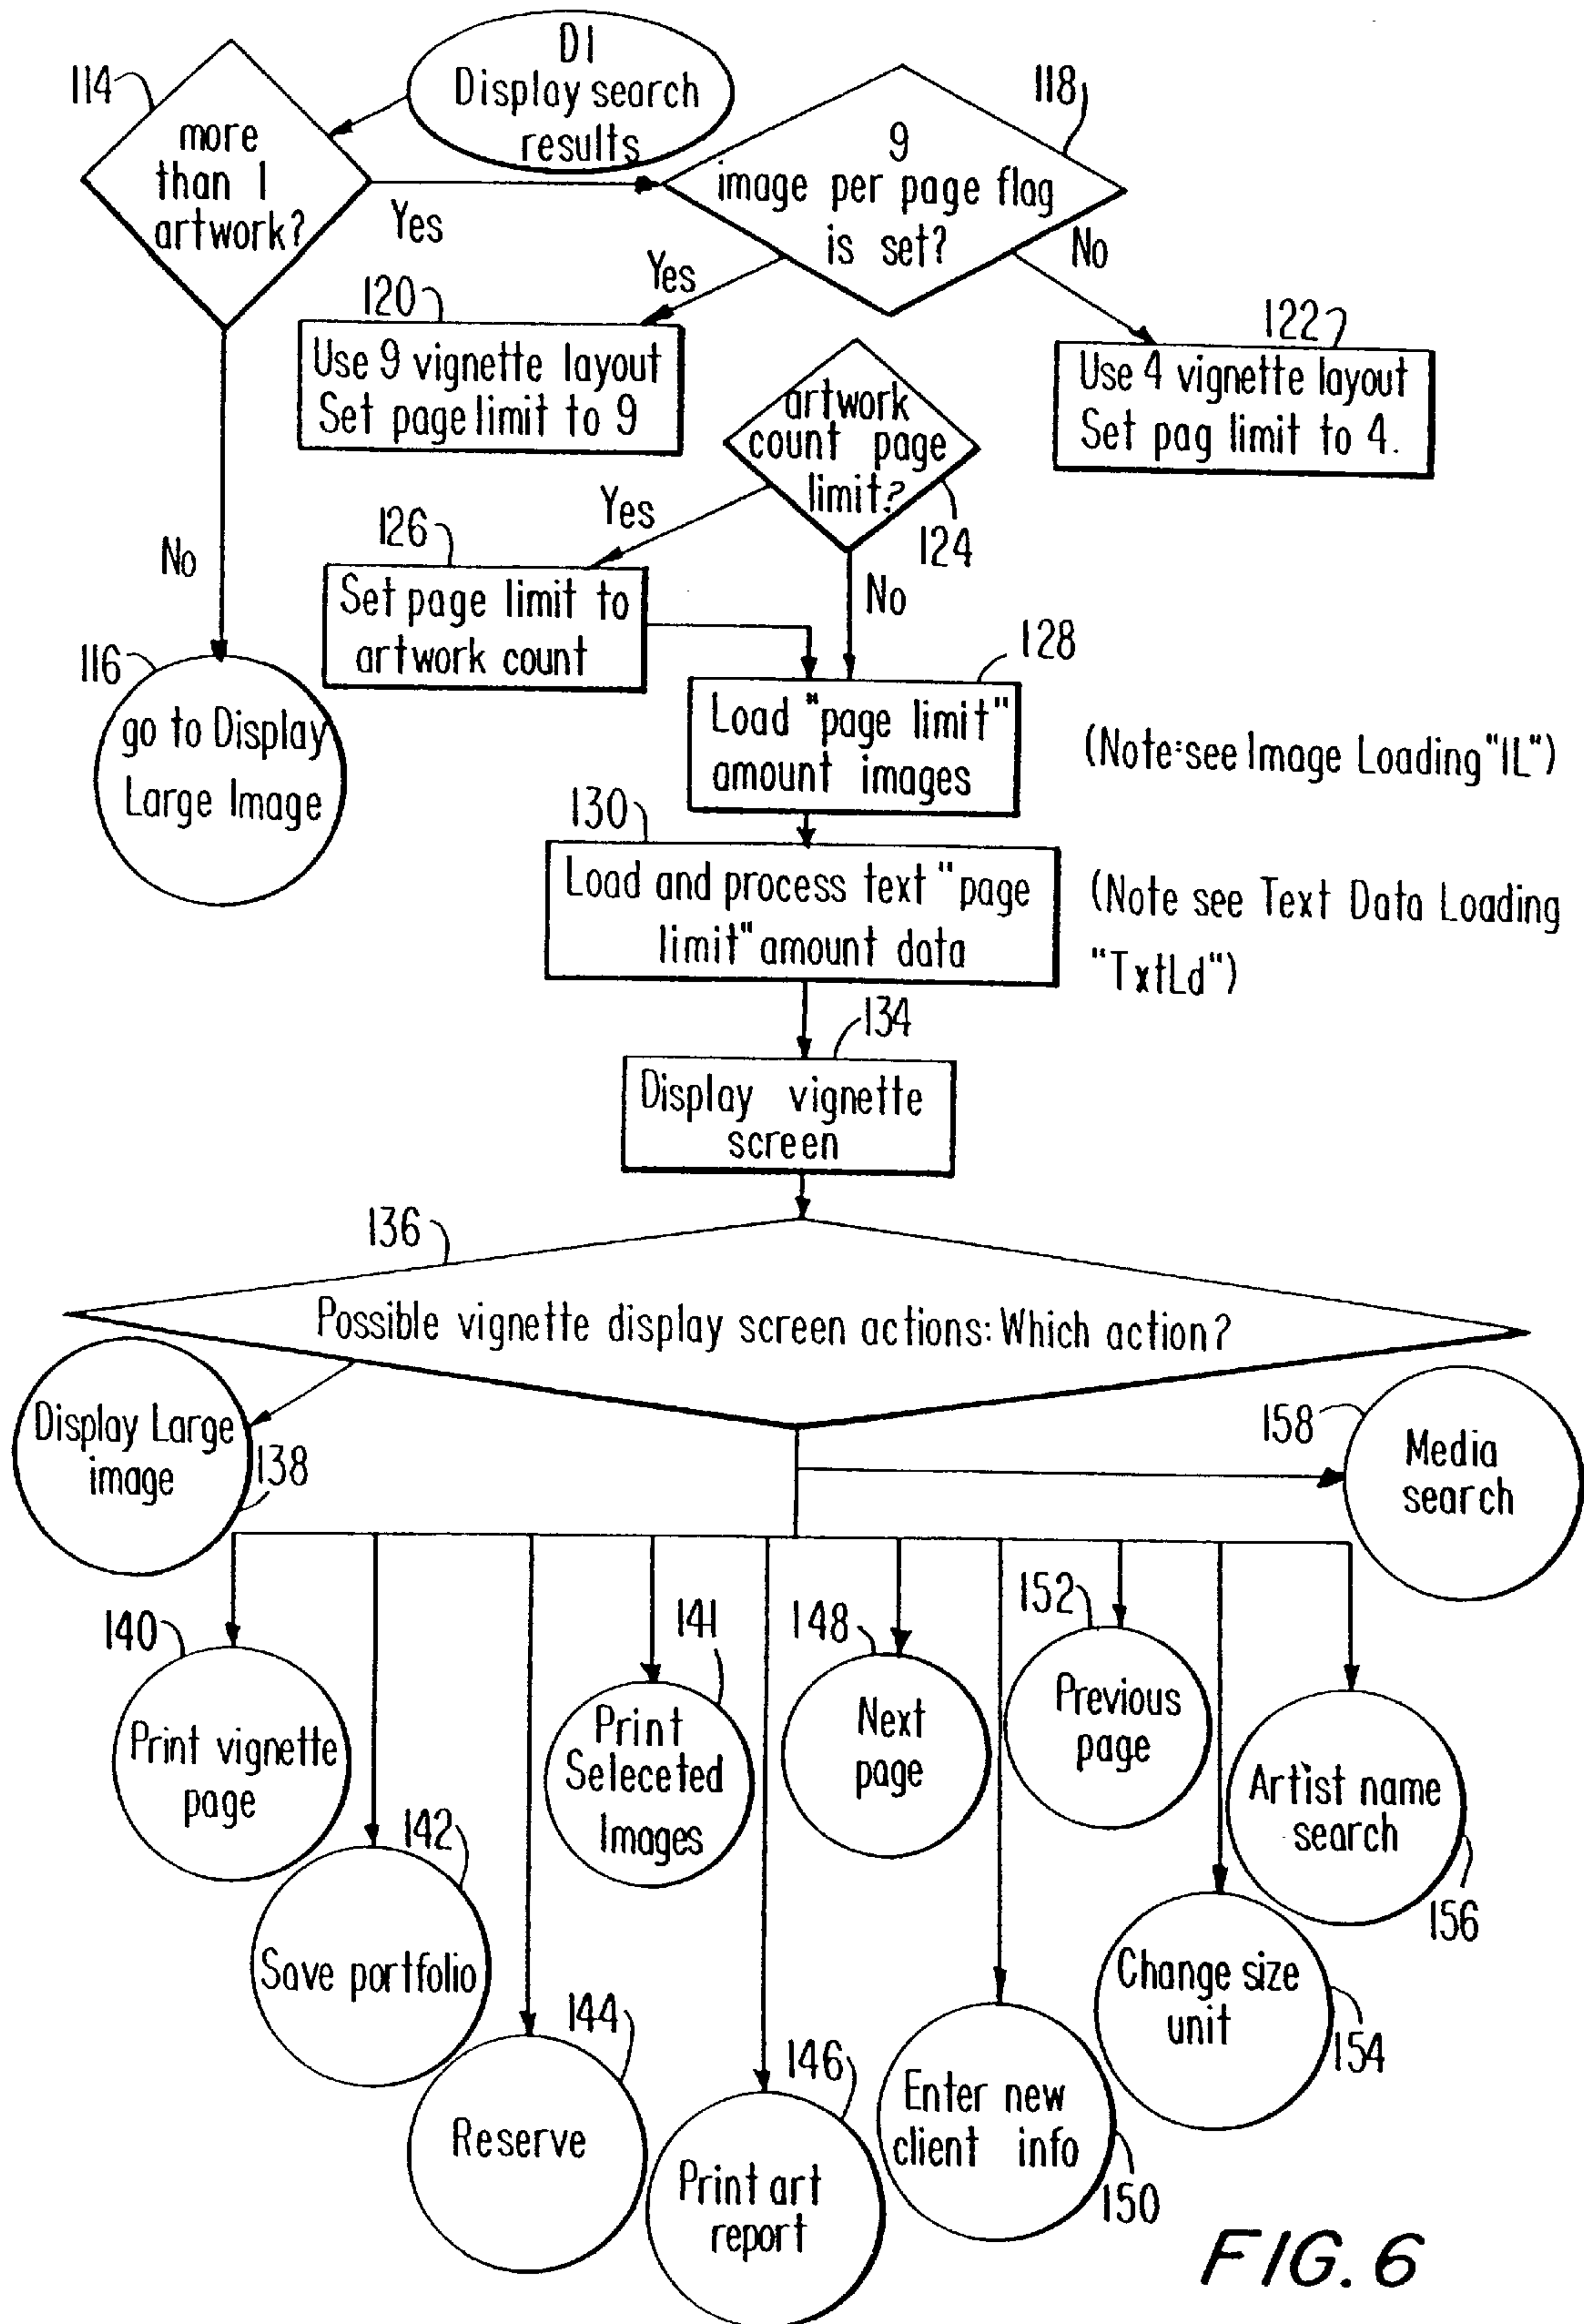 D1
Display search
results
114
more
than 1
artwork?
Yes
No
118
9
image per page flag
is set?
Yes
No
120
Use 9 vignette layout
Set page limit to 9
122
Use 4 vignette layout
Set pag limit to 4.
artwork
count page
limit?
124
Yes
No
126
Set page limit to
artwork count
116
go to Display
Large Image
128
Load "page limit"
amount images
(Note:see Image Loading "IL")
130
Load and process text "page
limit" amount data
(Note see Text Data Loading
"TxtLd")
134
Display vignette
screen
136
Possible vignette display screen actions: Which action?
Display Large
image
138
158
Media
search
140
Print vignette
page
142
Save portfolio
144
Reserve
141
Print
Seleceted
Images
146
Print art
report
148
Next
page
Enter new
client info
150
152
Previous
page
Change size
unit
154
Artist name
search
156
FIG. 6